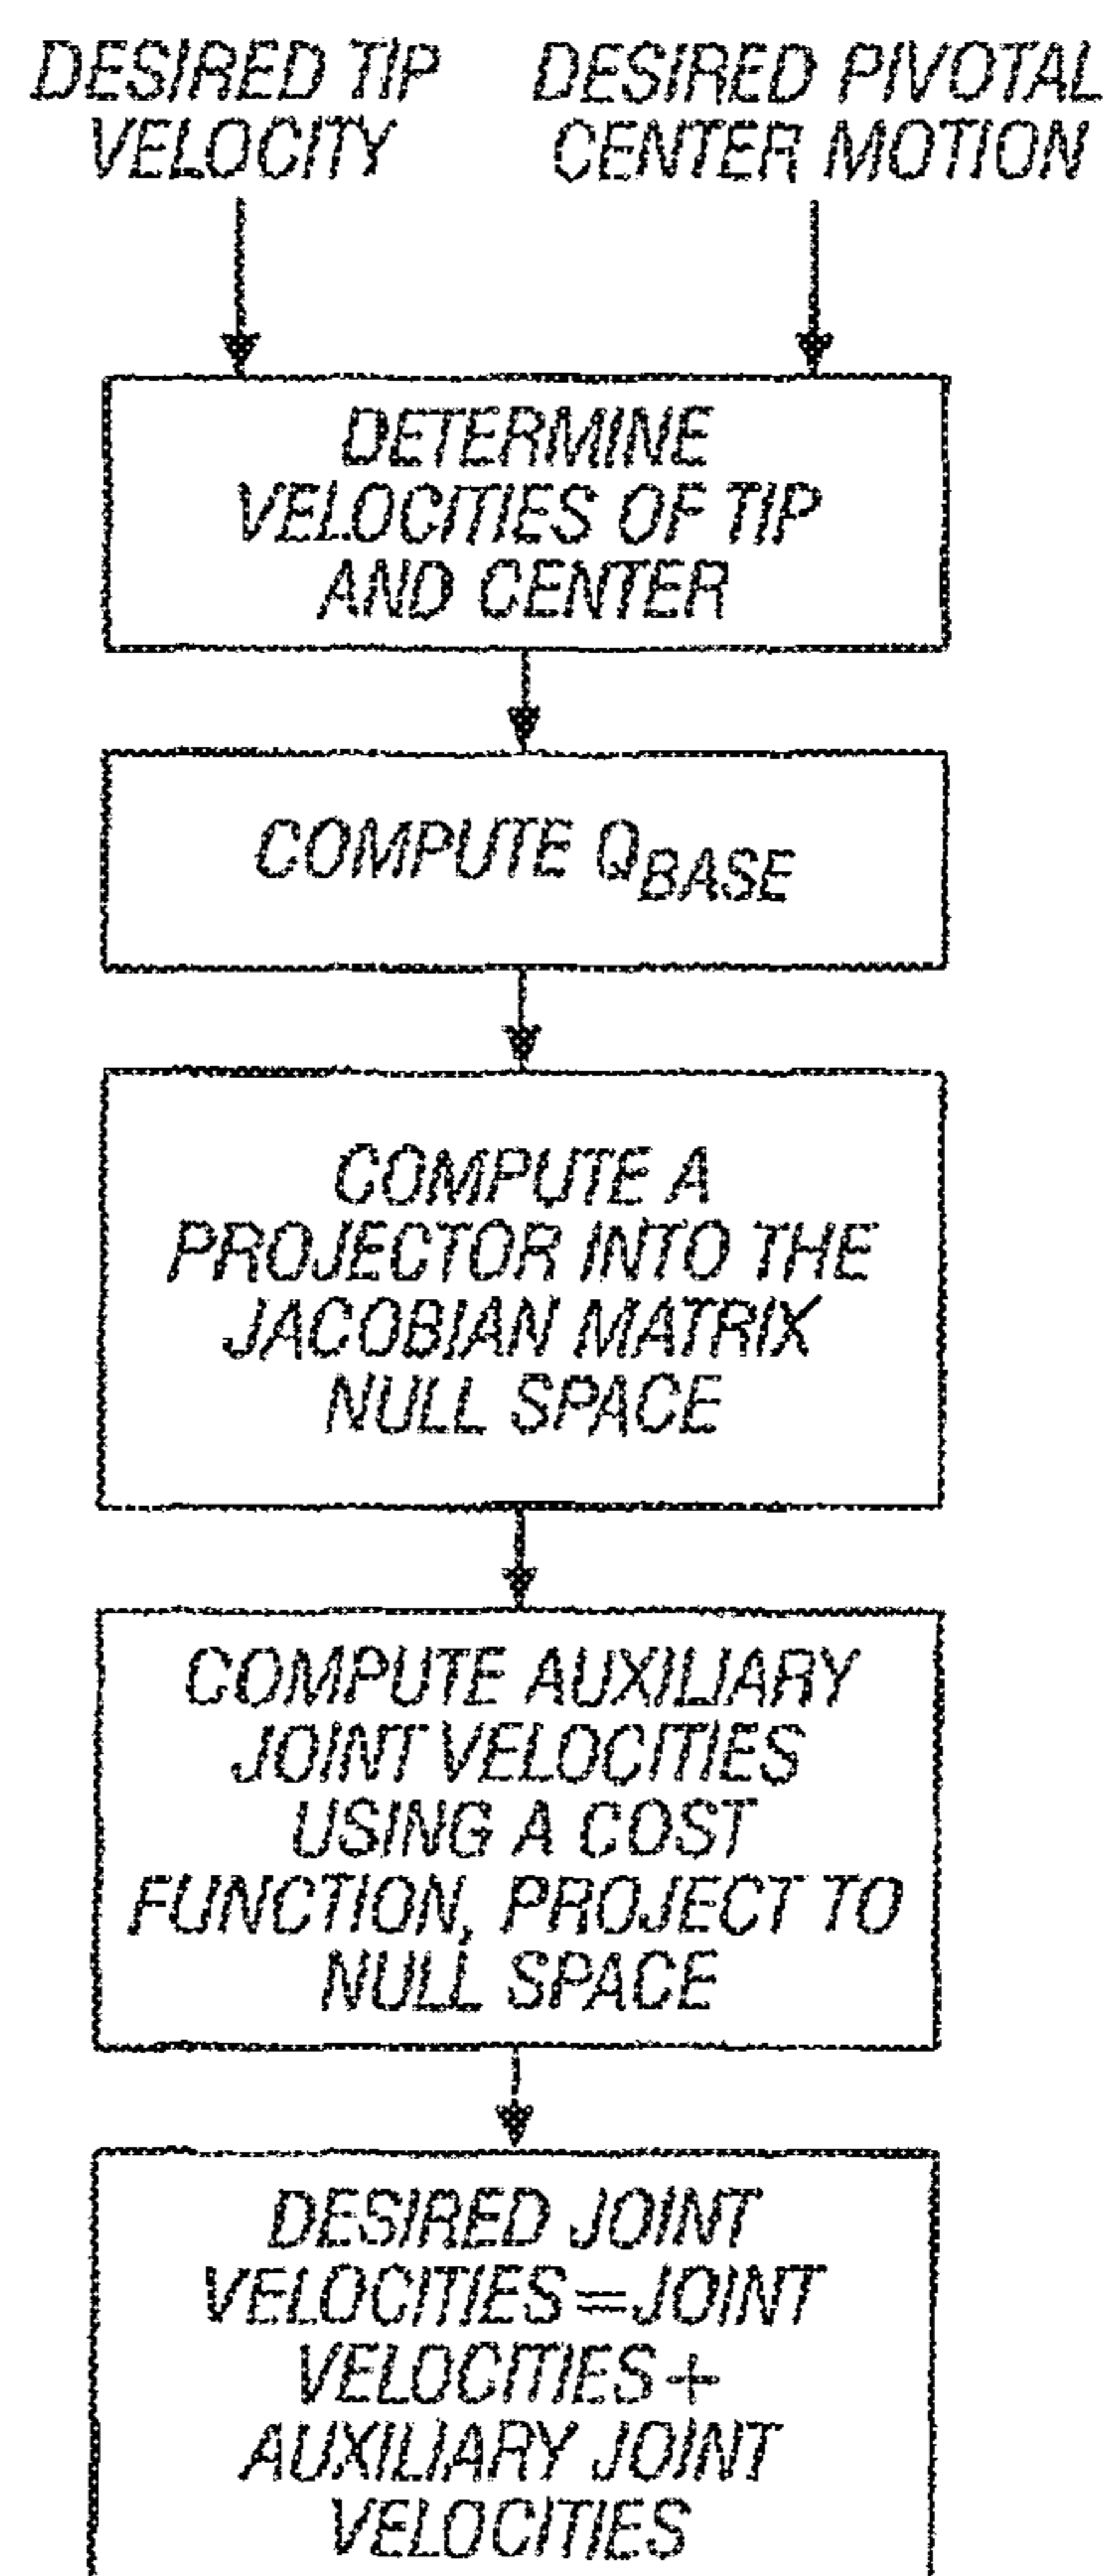 DESIRED TIP
VELOCITY
DESIRED PIVOTAL
CENTER MOTION
DETERMINE
VELOCITIES OF TIP
AND CENTER
COMPUTE QBASE
COMPUTE A
PROJECTOR INTO THE
JACOBIAN MATRIX
NULL SPACE
COMPUTE AUXILIARY
JOINT VELOCITIES
USING A COST
FUNCTION, PROJECT TO
NULL SPACE
DESIRED JOINT
VELOCITIES=JOINT
VELOCITIES+
AUXILIARY JOINT
VELOCITIES